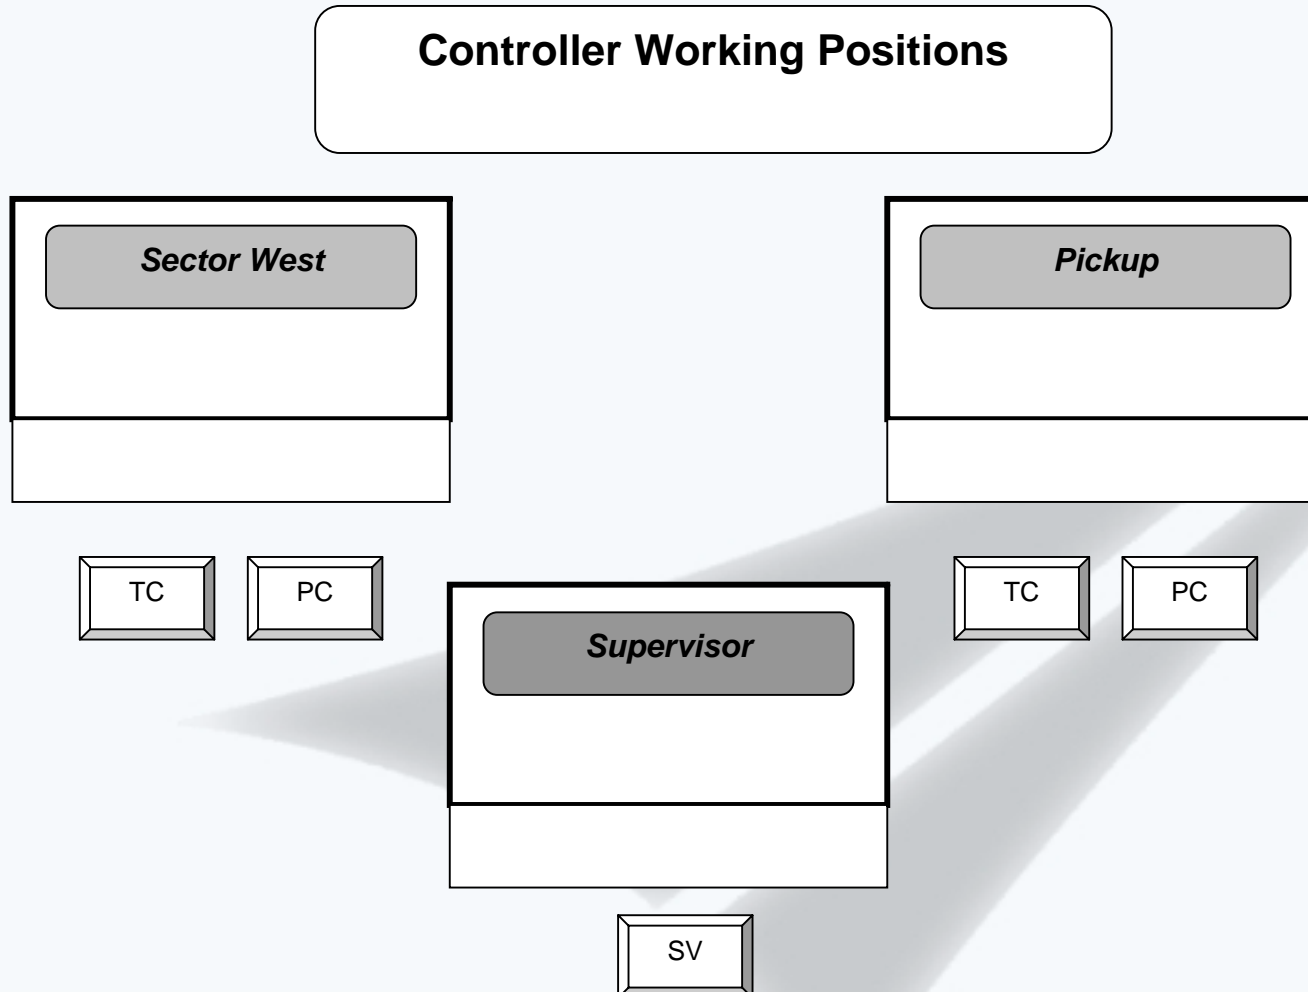 Controller Working Positions
Sector West
Pickup
TC
PC
TC
PC
Supervisor
SV